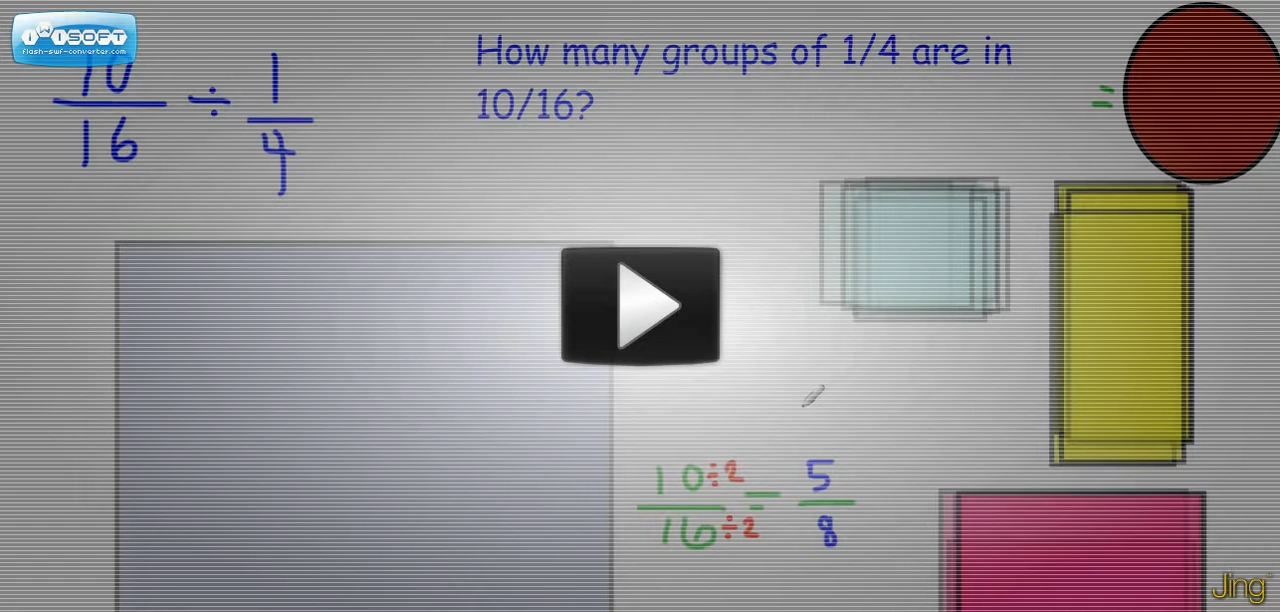 iWiSOFT
flash-swf-converter.com
10/16 ÷ 1/4
How many groups of 1/4 are in
10/16?
=
10÷2/16÷2 = 5/8
Jing